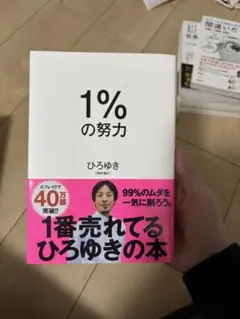 1%
の努力
ひろゆき
99%のムダを
一気に削ろう。
40万
部
突破!!
1番売れてる
ひろゆきの本